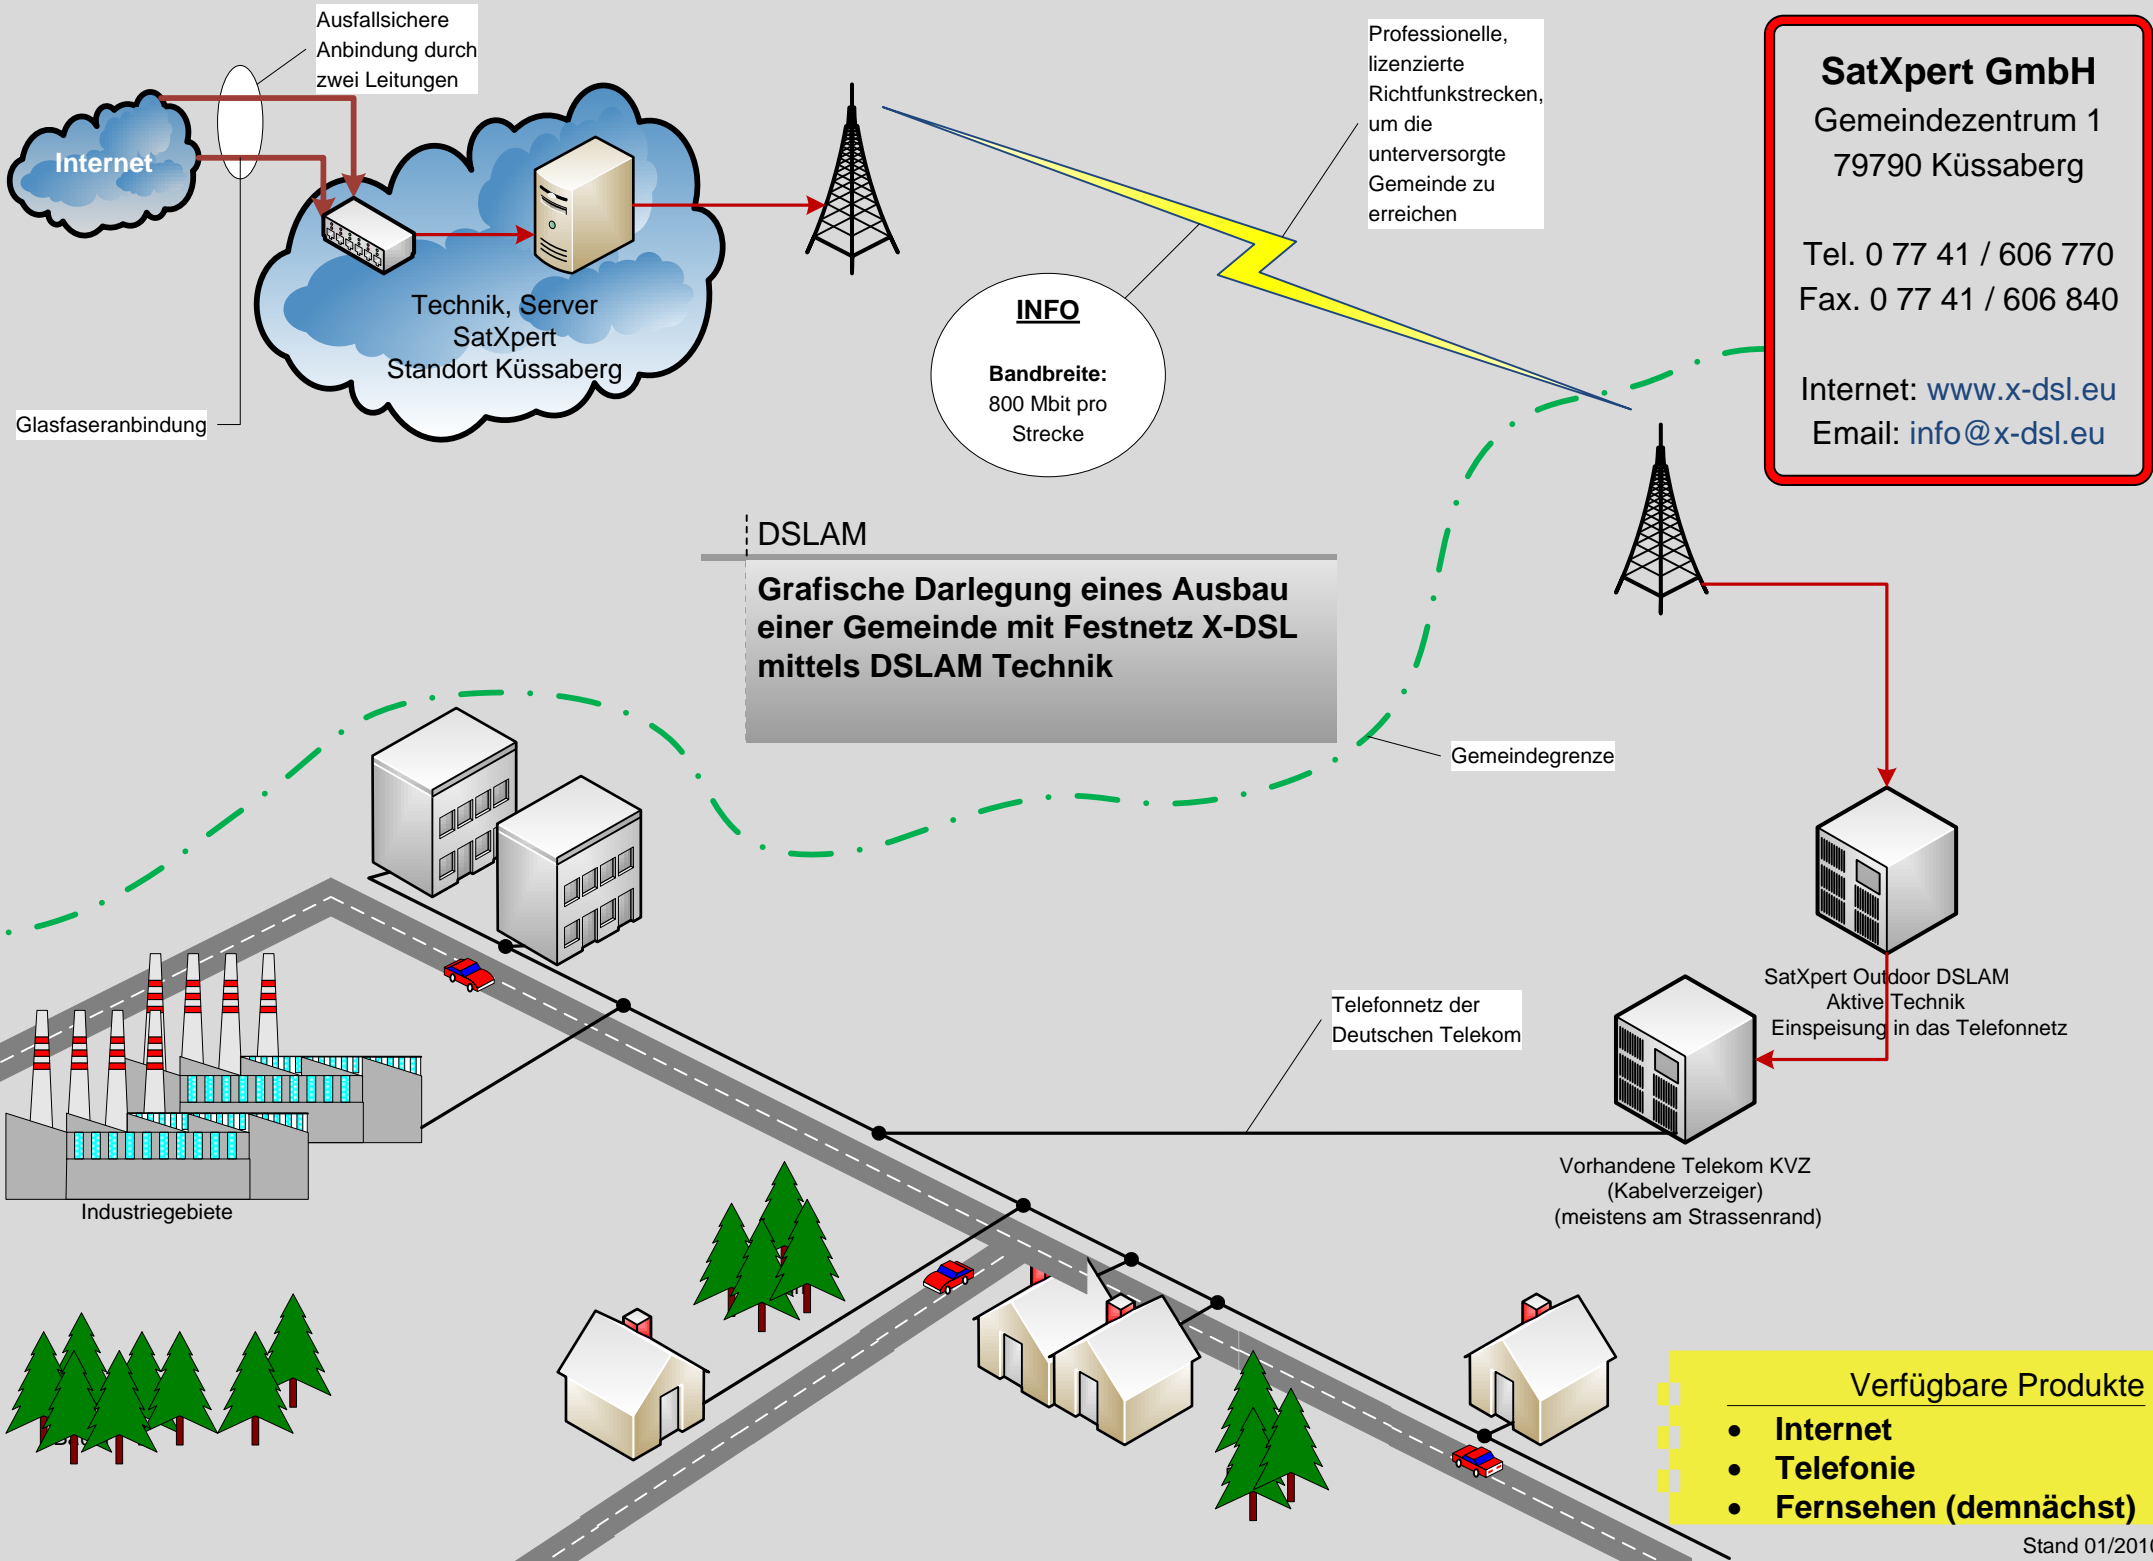 Ausfallsichere
Anbindung durch
zwei Leitungen
Internet
Technik, Server
SatXpert
Standort Küssaberg
Glasfaseranbindung
Professionelle,
lizenzierte
Richtfunkstrecken,
um die
unterversorgte
Gemeinde zu
erreichen
INFO
Bandbreite:
800 Mbit pro
Strecke
SatXpert GmbH
Gemeindezentrum 1
79790 Küssaberg
Tel. 0 77 41 / 606 770
Fax. 0 77 41 / 606 840
Internet: www.x-dsl.eu
Email: info@x-dsl.eu
DSLAM
Grafische Darlegung eines Ausbau
einer Gemeinde mit Festnetz X-DSL
mittels DSLAM Technik
Gemeindegrenze
SatXpert Outdoor DSLAM
Aktive Technik
Einspeisung in das Telefonnetz
Telefonnetz der
Deutschen Telekom
Vorhandene Telekom KVZ
(Kabelverzeiger)
(meistens am Strassenrand)
Industriegebiete
Verfügbare Produkte
• Internet
• Telefonie
• Fernsehen (demnächst)
Stand 01/2010